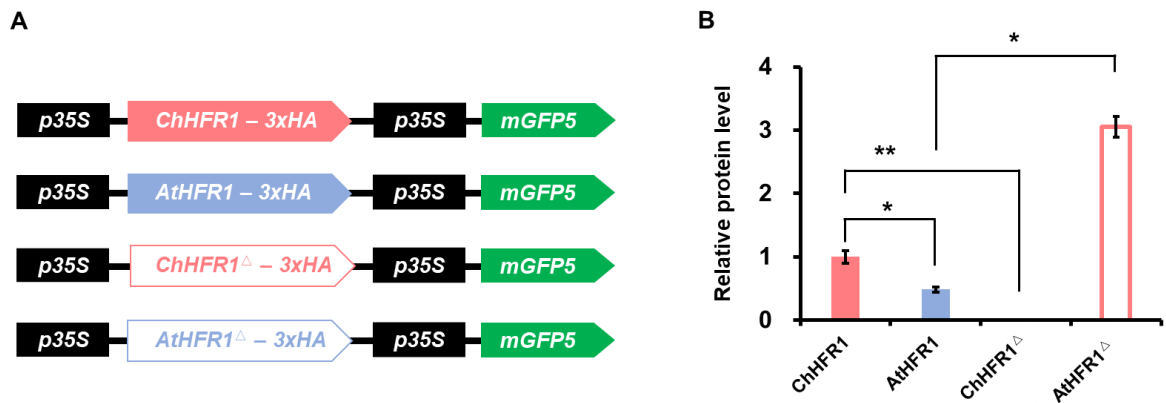 A
p35S ChHFR1 – 3xHA p35S mGFP5
p35S AtHFR1 – 3xHA p35S mGFP5
p35S ChHFR1△ – 3xHA p35S mGFP5
p35S AtHFR1△ – 3xHA p35S mGFP5
B
Relative protein level
4
3
2
1
0
*
**
*
ChHFR1
AtHFR1
ChHFR1△
AtHFR1△